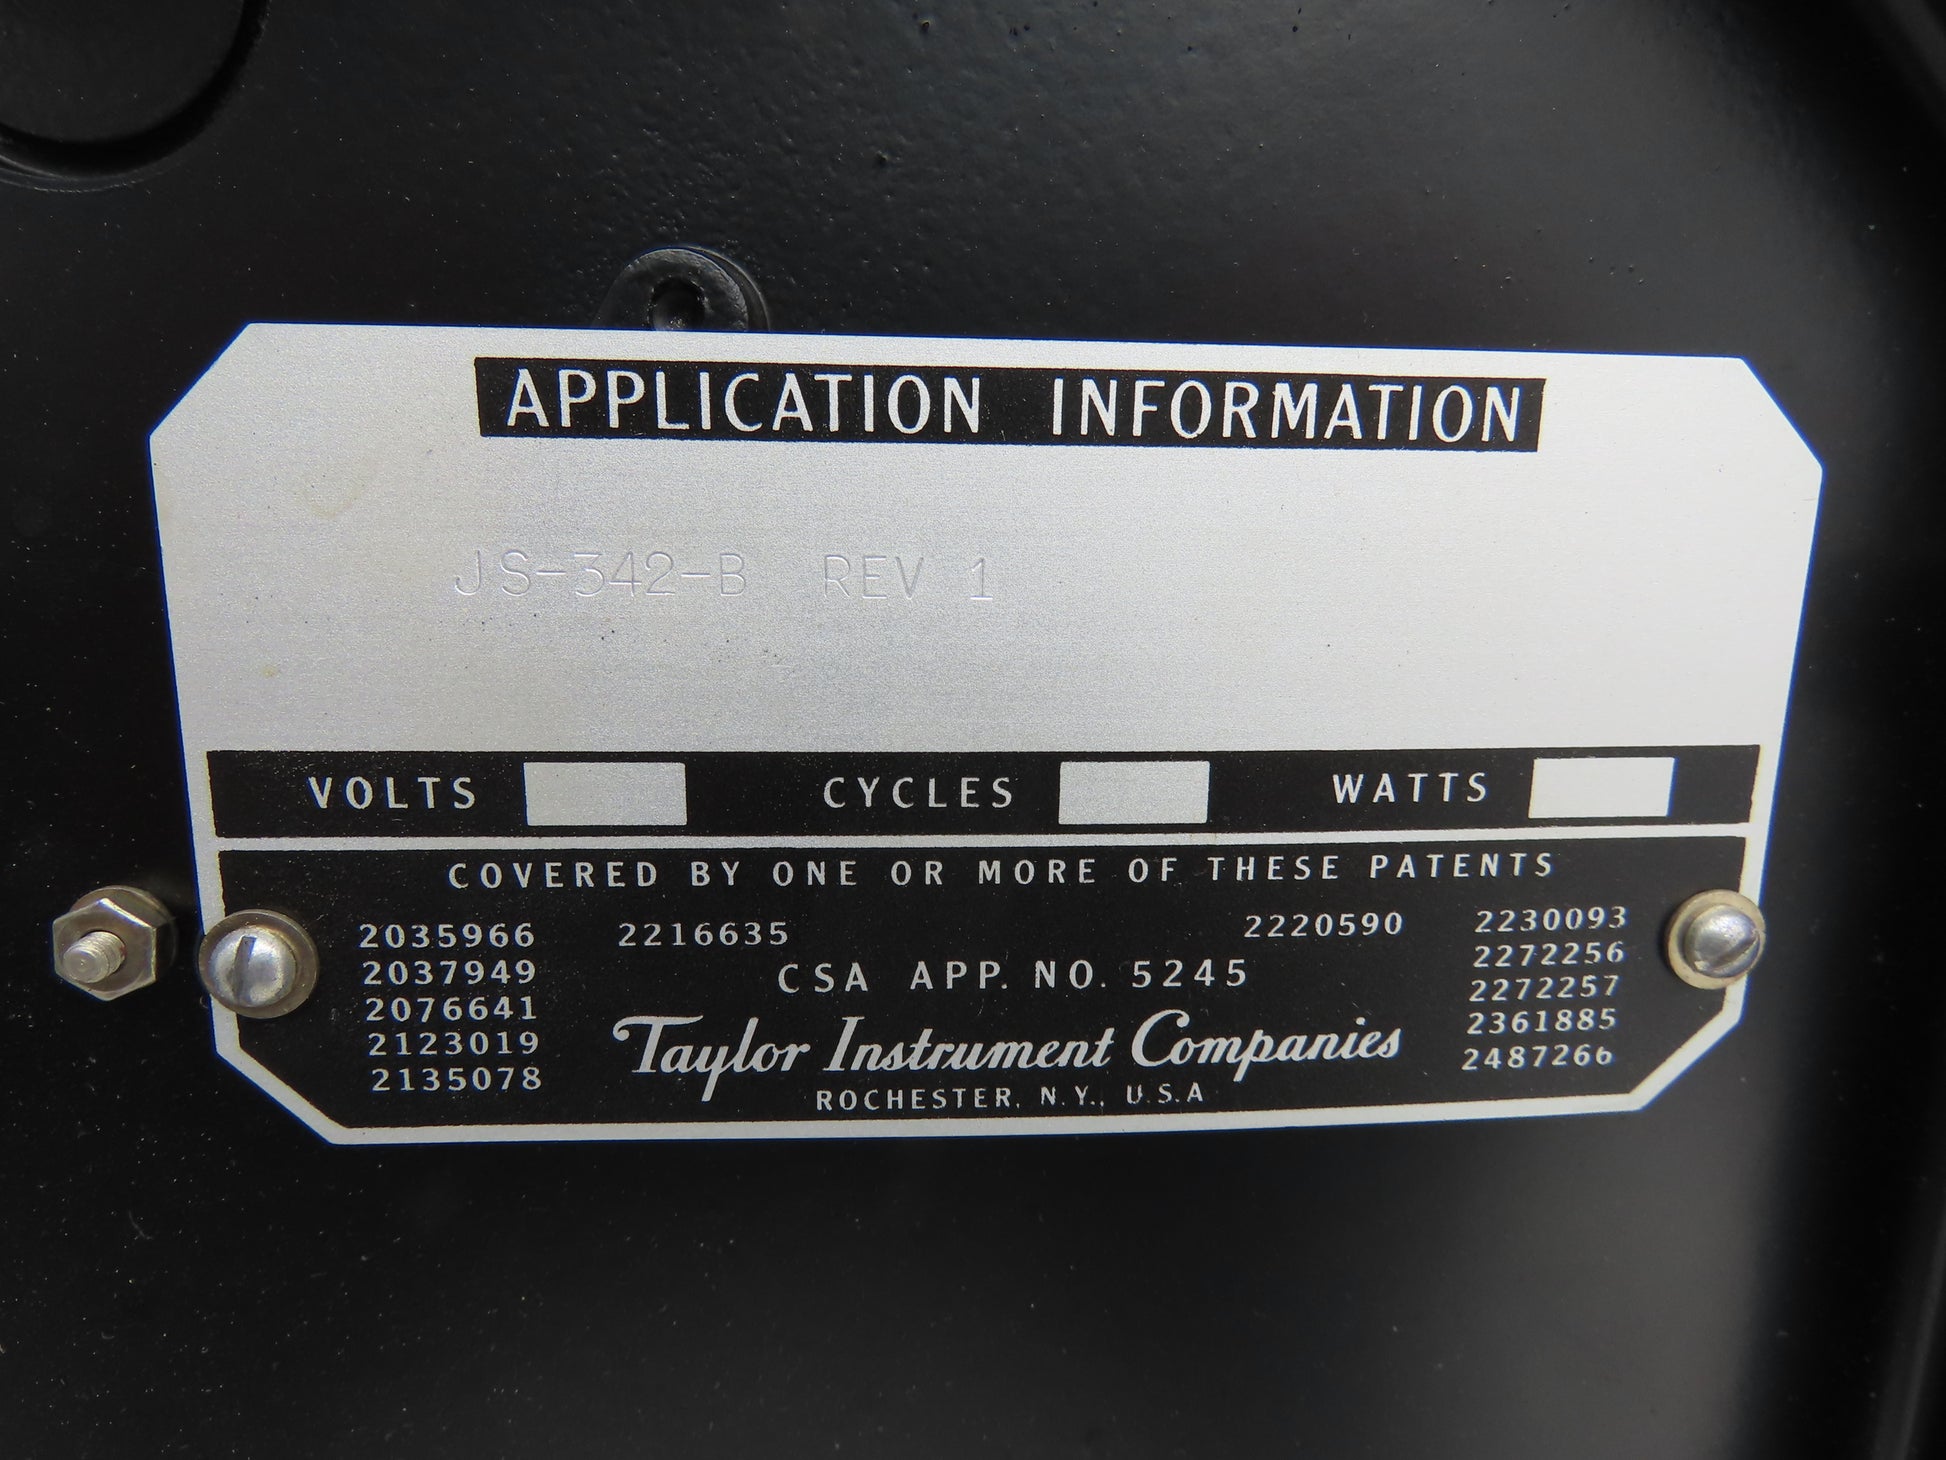 APPLICATION INFORMATION
JS-342-B REV 1
VOLTS CYCLES WATTS
COVERED BY ONE OR MORE OF THESE PATENTS
2035966 2216635 2220590 2230093
2037949 2272256
CSA APP. NO. 5245
2076641 2272257
2123019 2361885
2135078 2487266
Taylor Instrument Companies
ROCHESTER, N.Y., U.S.A